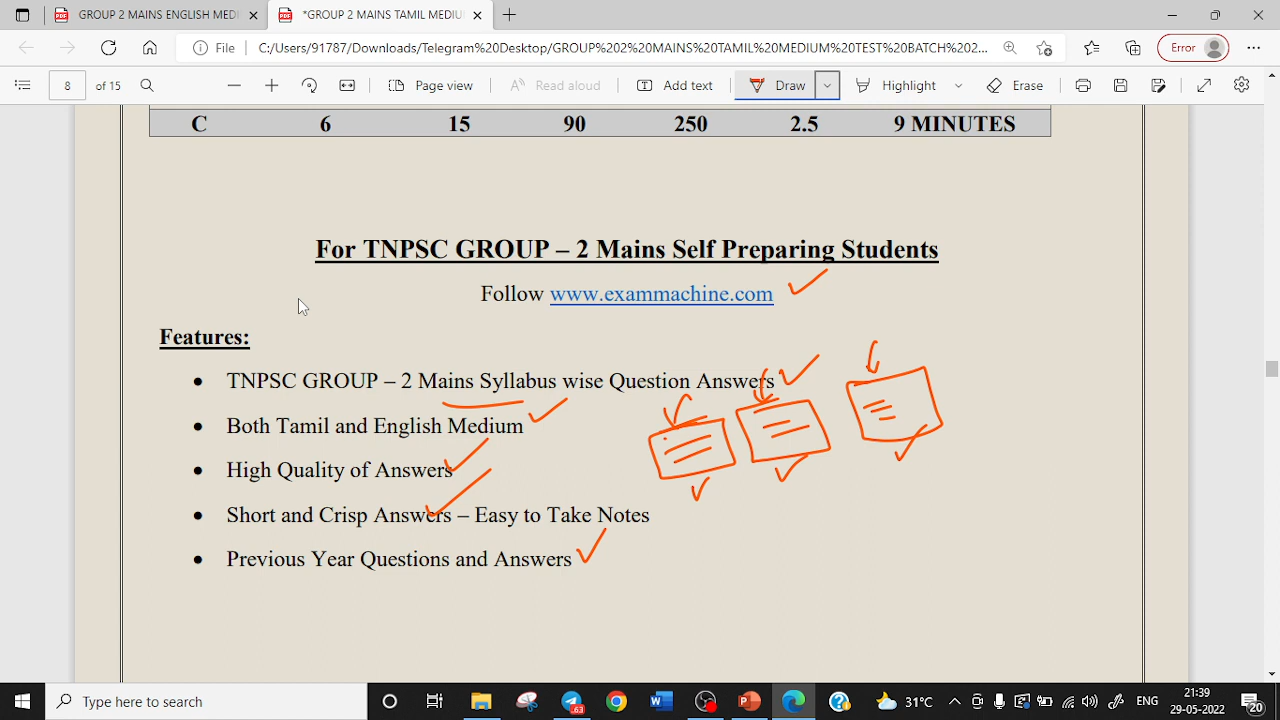 GROUP 2 MAINS ENGLISH MEDI
*GROUP 2 MAINS TAMIL MEDIU
File
C:/Users/91787/Downloads/Telegram%20Desktop/GROUP%202%20MAINS%20TAMIL%20MEDIUM%20TEST%20BATCH%202...
Error
8 of 15
Page view
Read aloud
Add text
Draw
Highlight
Erase
C 6 15 90 250 2.5 9 MINUTES
For TNPSC GROUP – 2 Mains Self Preparing Students
Follow www.exammachine.com
Features:
• TNPSC GROUP – 2 Mains Syllabus wise Question Answers
• Both Tamil and English Medium
• High Quality of Answers
• Short and Crisp Answers – Easy to Take Notes
• Previous Year Questions and Answers
Type here to search
63
31°C
ENG
21:39
29-05-2022
20